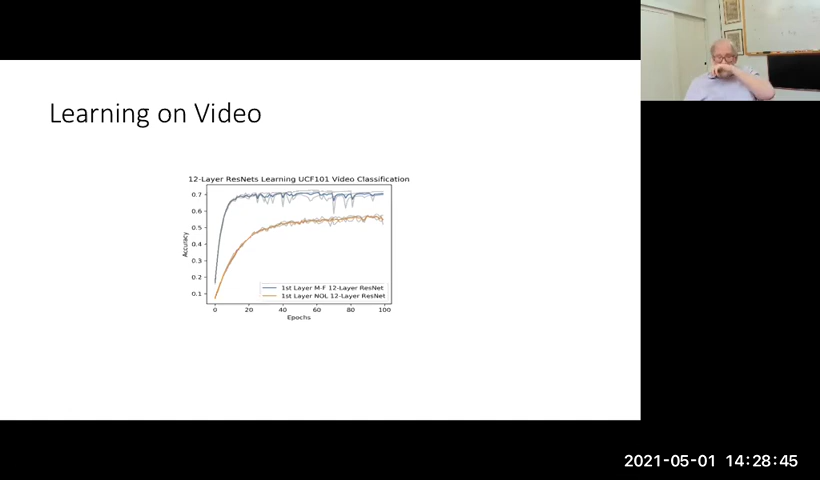 Learning on Video
12-Layer ResNets Learning UCF101 Video Classification
0.7
0.6
0.5
0.4
0.3
0.2
0.1
Accuracy
1st Layer M-F 12-Layer ResNet
1st Layer NOL 12-Layer ResNet
0 20 40 60 80 100
Epochs
2021-05-01 14:28:45